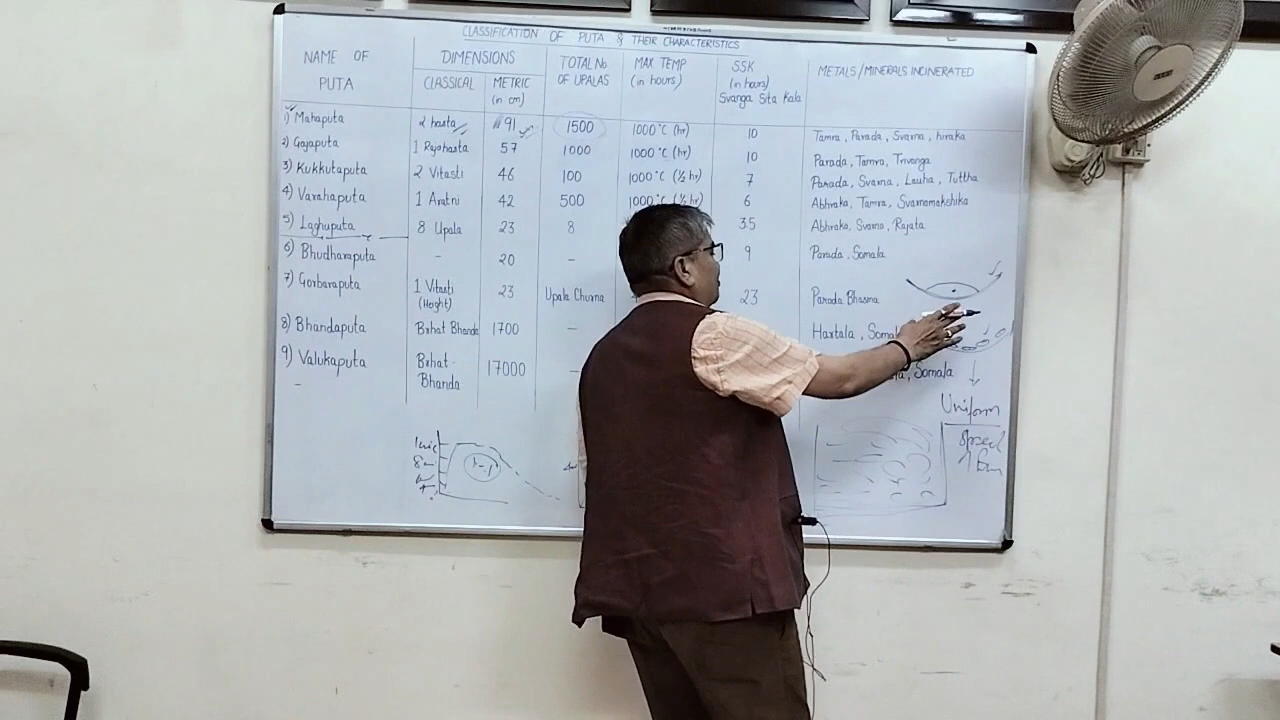 CLASSIFICATION OF PUTA & THEIR CHARACTERISTICS
NAME OF PUTA DIMENSIONS TOTAL No OF UPALAS MAX TEMP (in hours) SSK (in hours) Svanga Sita Kala METALS/MINERALS INCINERATED
CLASSICAL METRIC (in cm)
1) Mahaputa 2 hasta 91 1500 1000°C (hr) 10 Tamra, Parada, Svarna, hiraka
2) Gajaputa 1 Rajahasta 57 1000 1000°C (hr) 10 Parada, Tamra, Trivanga
3) Kukkutaputa 2 Vitasti 46 100 1000°C (½ hr) 7 Parada, Svarna, Lauha, Tuttha
4) Varahaputa 1 Aratni 42 500 1000°C (½ hr) 6 Abhraka, Tamra, Svarnamakshika
5) Laghuputa 8 Upala 23 8 35 Abhraka, Svarna, Rajata
6) Bhudharaputa - 20 - 9 Parada, Somala
7) Gorbaraputa 1 Vitasti (Height) 23 Upala Churna 23 Parada Bhasma
8) Bhandaputa Brhat Bhanda 1700 - Hartala,
9) Valukaputa Brhat Bhanda 17000 - , Somala
-
Uniform